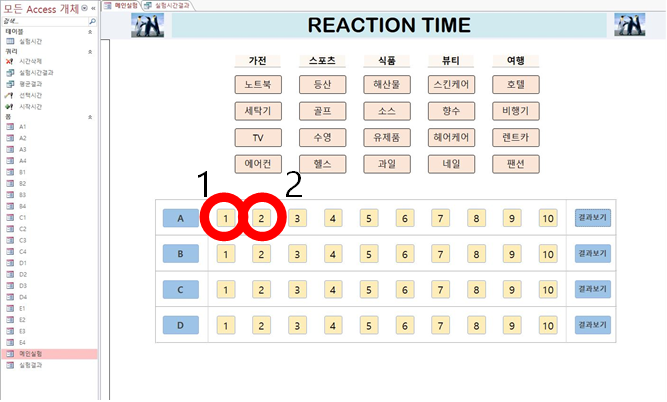 모든 Access 개체
검색...
테이블
실험시간
쿼리
시간삭제
실험시간결과
평균결과
선택시간
시작시간
폼
A1
A2
A3
A4
B1
B2
B3
B4
C1
C2
C3
C4
D1
D2
D3
D4
E1
E2
E3
E4
메인실험
실험결과
메인실험 실험시간결과
REACTION TIME
가전 스포츠 식품 뷰티 여행
노트북 등산 해산물 스킨케어 호텔
세탁기 골프 소스 향수 비행기
TV 수영 유제품 헤어케어 렌트카
에어컨 헬스 과일 네일 팬션
1 2
A 1 2 3 4 5 6 7 8 9 10 결과보기
B 1 2 3 4 5 6 7 8 9 10 결과보기
C 1 2 3 4 5 6 7 8 9 10 결과보기
D 1 2 3 4 5 6 7 8 9 10 결과보기